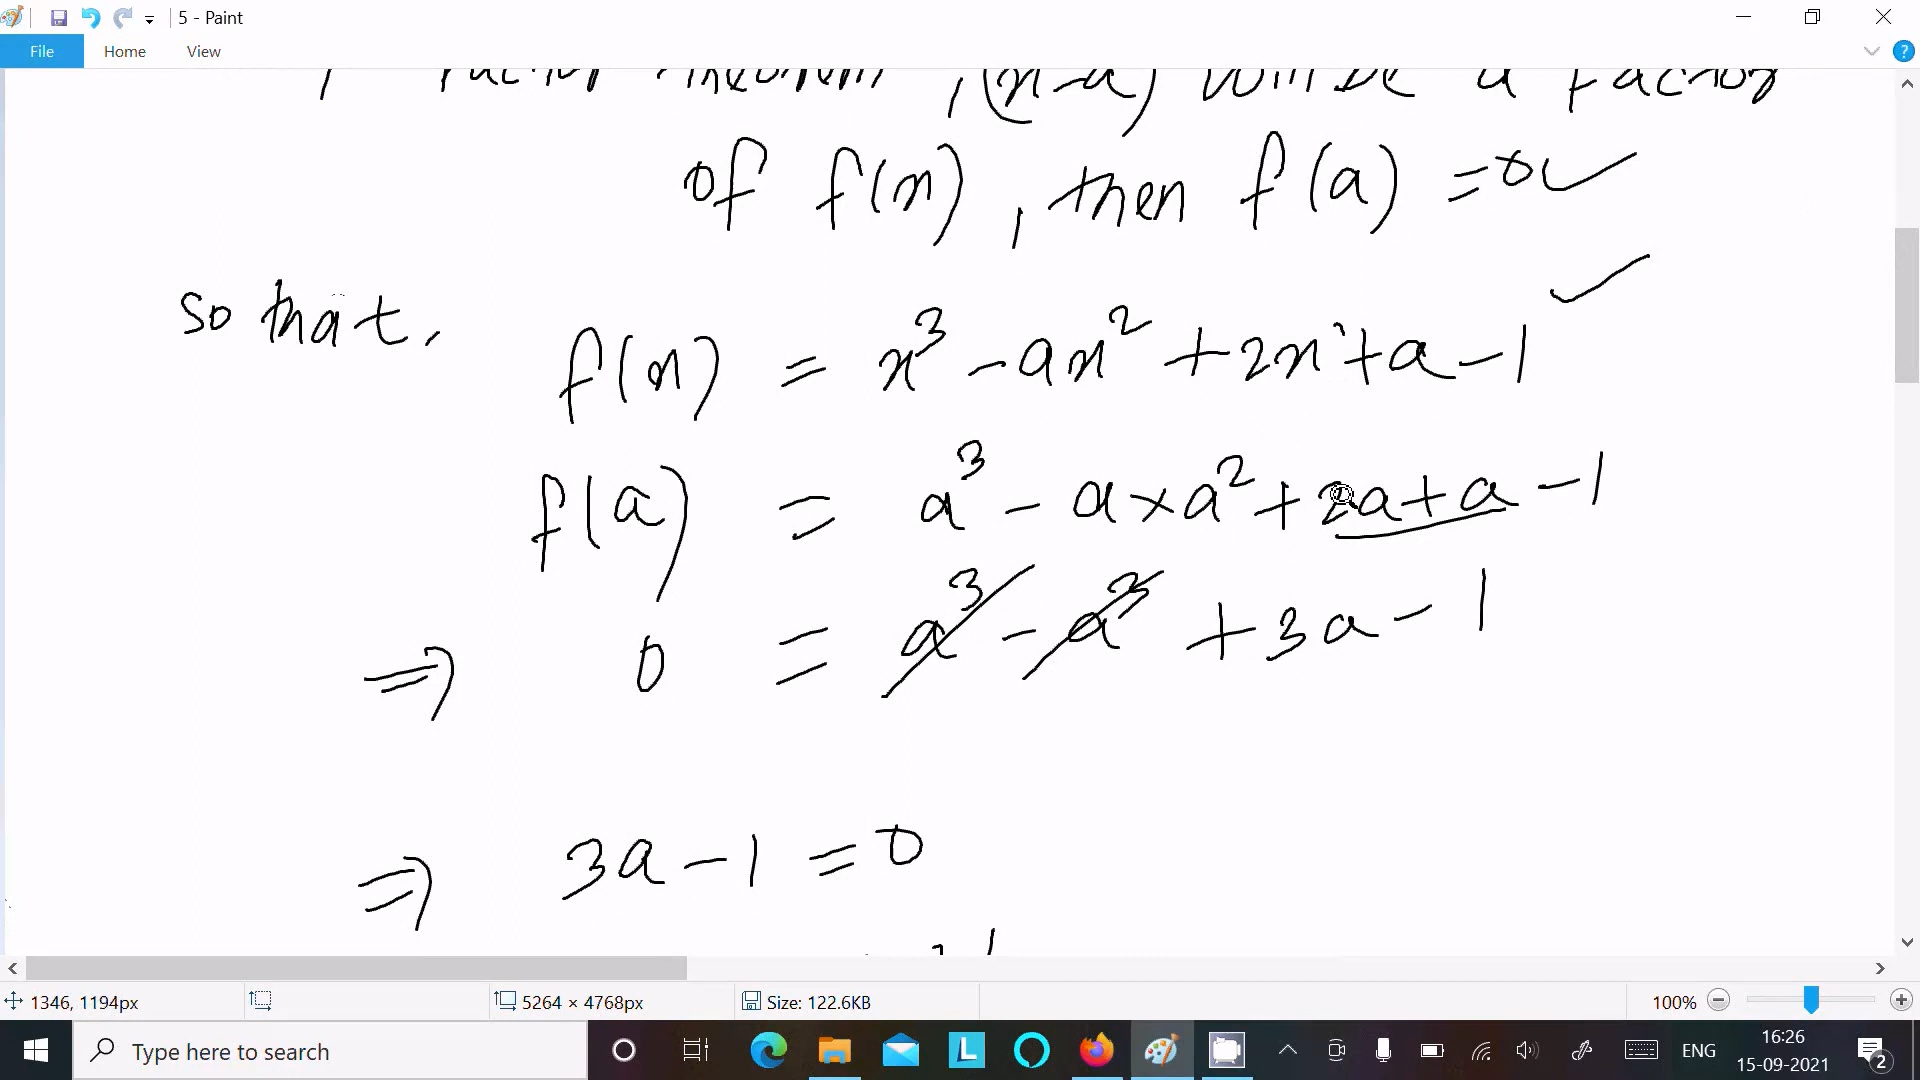 5 - Paint
File Home View
factor theorem, (x-a) will be a factor
of f(x), then f(a) = 0 ✓
so that,
f(x) = x³ - ax² + 2x + a - 1 ✓
f(a) = a³ - a × a² + 2a + a - 1
⇒ 0 = a³ - a³ + 3a - 1
⇒ 3a - 1 = 0
1346, 1194px 5264 × 4768px Size: 122.6KB 100%
Type here to search
ENG
16:26
15-09-2021
2